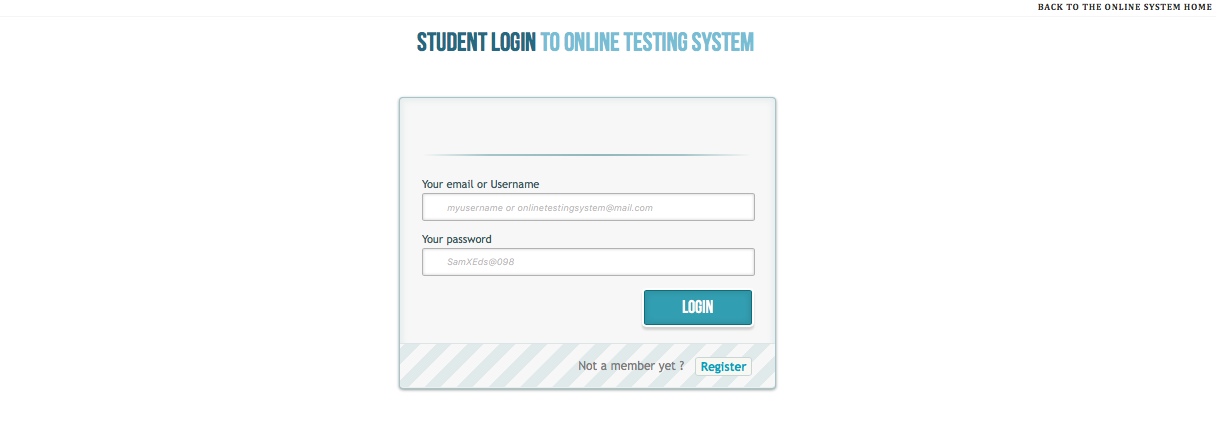 BACK TO THE ONLINE SYSTEM HOME
STUDENT LOGIN TO ONLINE TESTING SYSTEM
Your email or Username
myusername or onlinetestingsystem@mail.com
Your password
SamXEds@098
LOGIN
Not a member yet ? Register